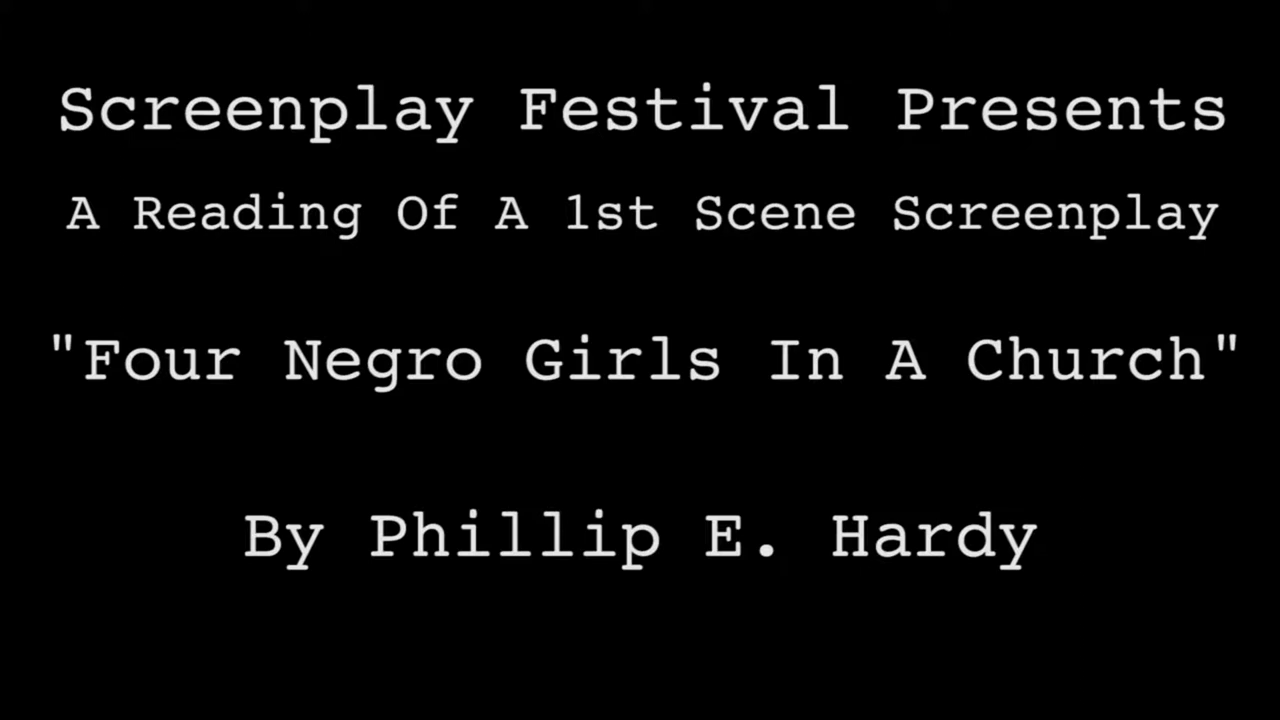 Screenplay Festival Presents
A Reading Of A 1st Scene Screenplay
"Four Negro Girls In A Church"
By Phillip E. Hardy